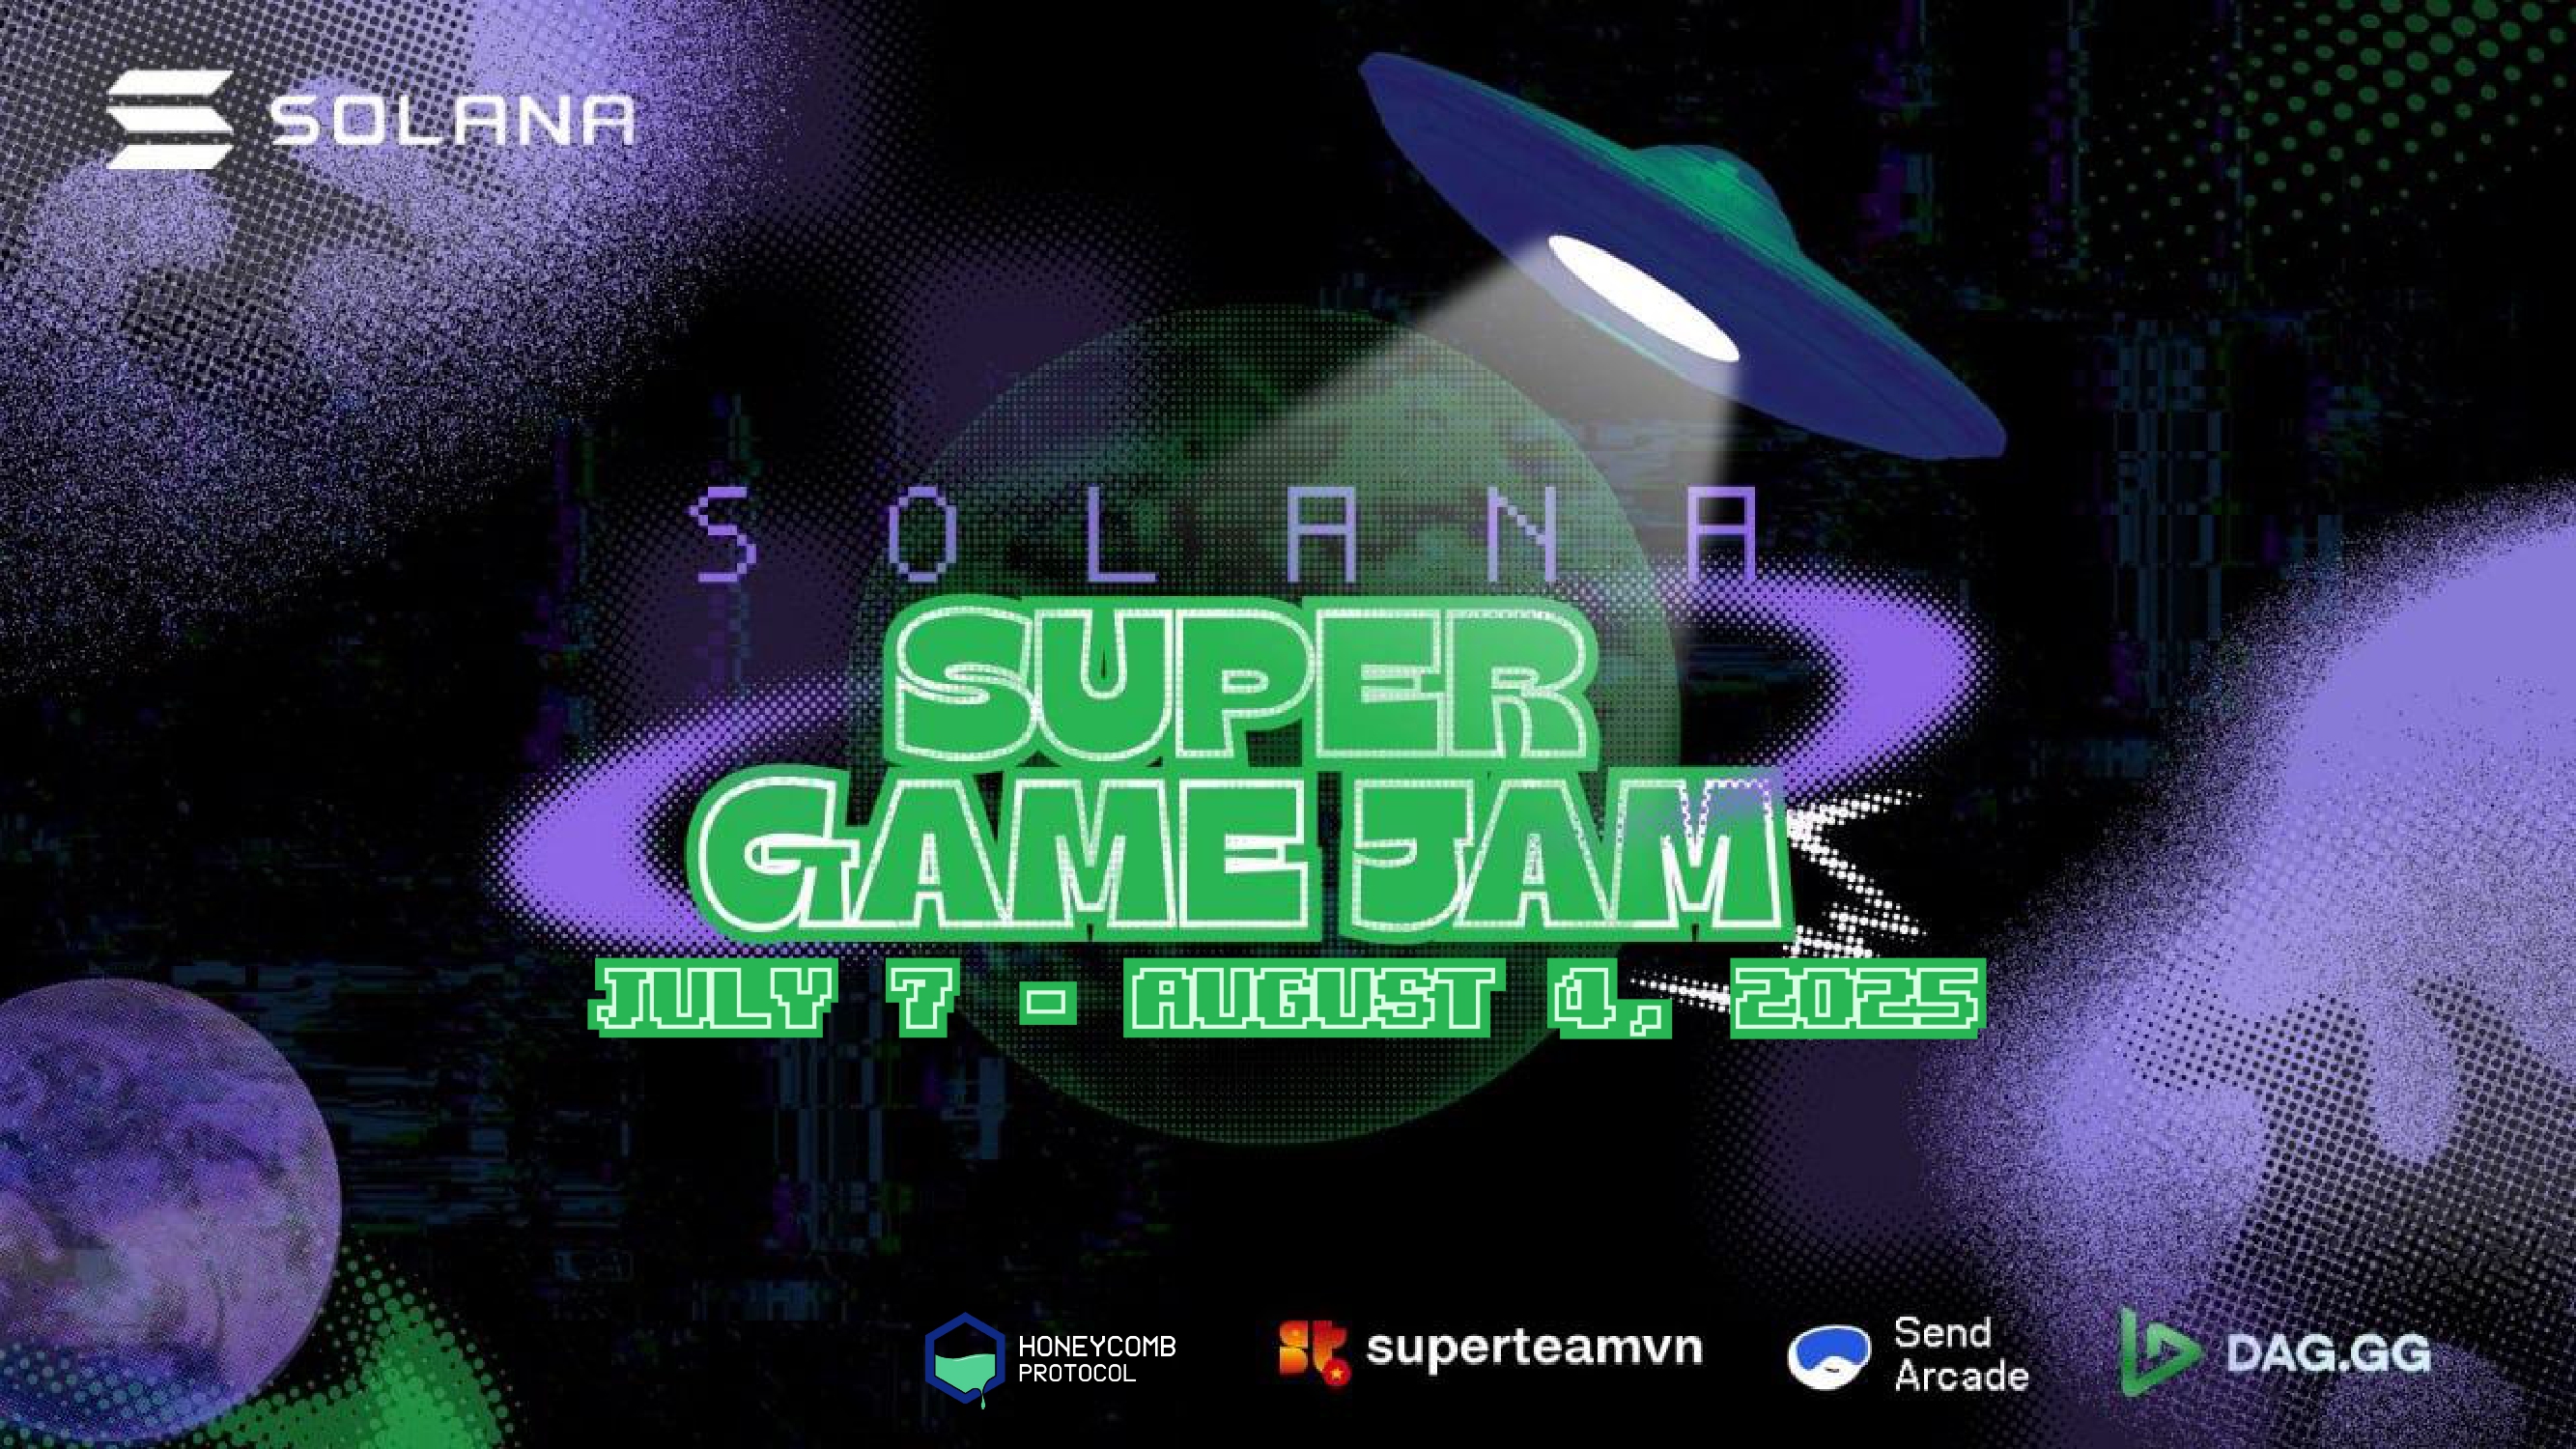 SOLANA
SOLANA
SUPER
GAME JAM
JULY 7 - AUGUST 4, 2025
HONEYCOMB
PROTOCOL
superteamvn
Send
Arcade
DAG.GG